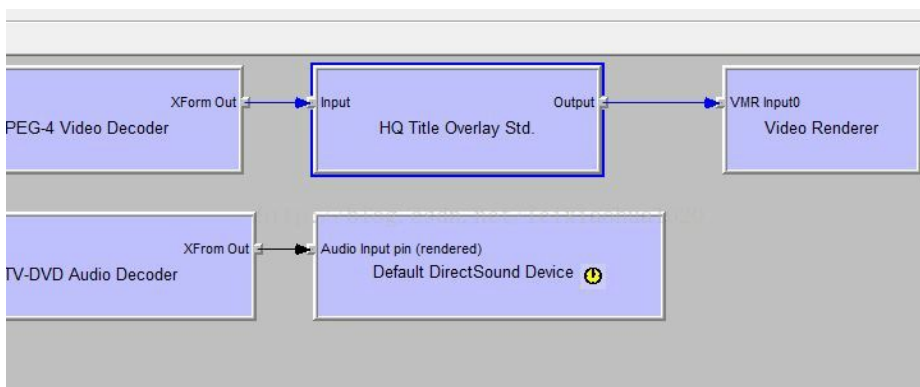 XForm Out
Input
Output
VMR Input0
PEG-4 Video Decoder
HQ Title Overlay Std.
Video Renderer
XFrom Out
Audio Input pin (rendered)
TV-DVD Audio Decoder
Default DirectSound Device